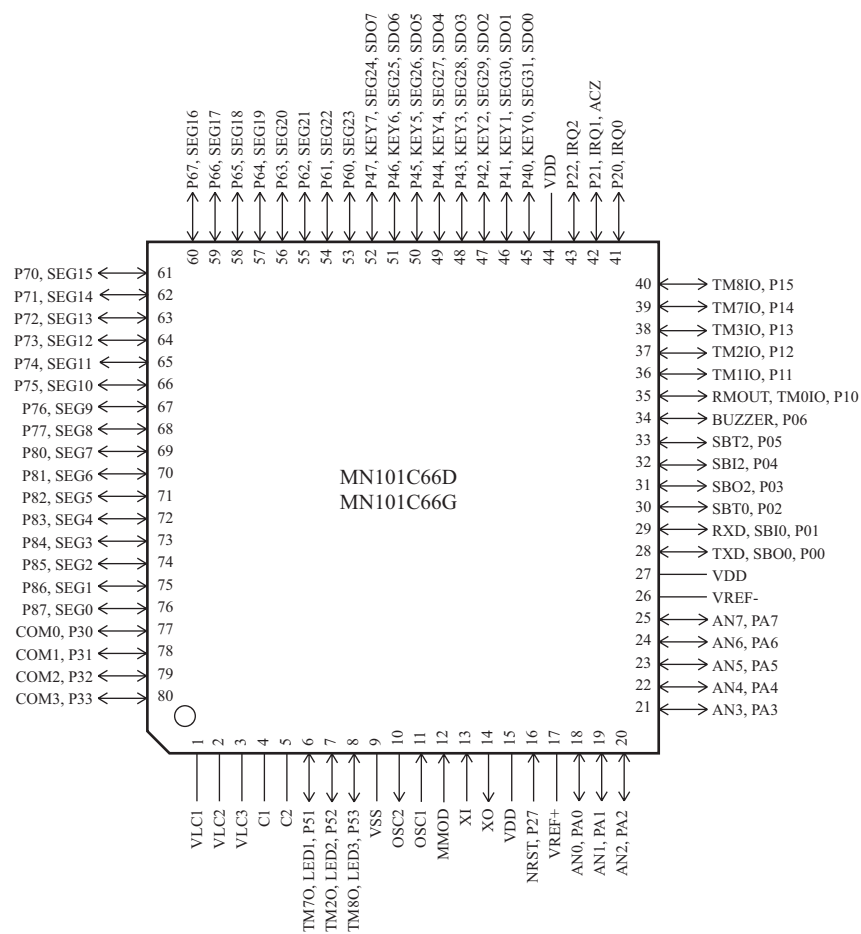 P67, SEG16
P66, SEG17
P65, SEG18
P64, SEG19
P63, SEG20
P62, SEG21
P61, SEG22
P60, SEG23
P47, KEY7, SEG24, SDO7
P46, KEY6, SEG25, SDO6
P45, KEY5, SEG26, SDO5
P44, KEY4, SEG27, SDO4
P43, KEY3, SEG28, SDO3
P42, KEY2, SEG29, SDO2
P41, KEY1, SEG30, SDO1
P40, KEY0, SEG31, SDO0
VDD
P22, IRQ2
P21, IRQ1, ACZ
P20, IRQ0
60 59 58 57 56 55 54 53 52 51 50 49 48 47 46 45 44 43 42 41
P70, SEG15 61
P71, SEG14 62
P72, SEG13 63
P73, SEG12 64
P74, SEG11 65
P75, SEG10 66
P76, SEG9 67
P77, SEG8 68
P80, SEG7 69
P81, SEG6 70
P82, SEG5 71
P83, SEG4 72
P84, SEG3 73
P85, SEG2 74
P86, SEG1 75
P87, SEG0 76
COM0, P30 77
COM1, P31 78
COM2, P32 79
COM3, P33 80
MN101C66D
MN101C66G
40 TM8IO, P15
39 TM7IO, P14
38 TM3IO, P13
37 TM2IO, P12
36 TM1IO, P11
35 RMOUT, TM0IO, P10
34 BUZZER, P06
33 SBT2, P05
32 SBI2, P04
31 SBO2, P03
30 SBT0, P02
29 RXD, SBI0, P01
28 TXD, SBO0, P00
27 VDD
26 VREF-
25 AN7, PA7
24 AN6, PA6
23 AN5, PA5
22 AN4, PA4
21 AN3, PA3
1 2 3 4 5 6 7 8 9 10 11 12 13 14 15 16 17 18 19 20
VLC1
VLC2
VLC3
C1
C2
TM7O, LED1, P51
TM2O, LED2, P52
TM8O, LED3, P53
VSS
OSC2
OSC1
MMOD
XI
XO
VDD
NRST, P27
VREF+
AN0, PA0
AN1, PA1
AN2, PA2